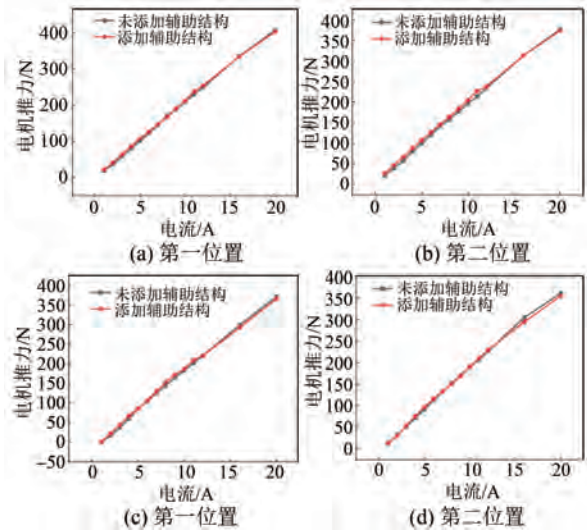 400
300
200
100
0
电机推力/N
未添加辅助结构
添加辅助结构
0 5 10 15 20
电流/A
(a) 第一位置
400
350
300
250
200
150
100
50
0
电机推力/N
未添加辅助结构
添加辅助结构
0 5 10 15 20
电流/A
(b) 第二位置
400
350
300
250
200
150
100
50
0
-50
电机推力/N
未添加辅助结构
添加辅助结构
0 5 10 15 20
电流/A
(c) 第一位置
400
350
300
250
200
150
100
50
0
电机推力/N
未添加辅助结构
添加辅助结构
0 5 10 15 20
电流/A
(d) 第二位置